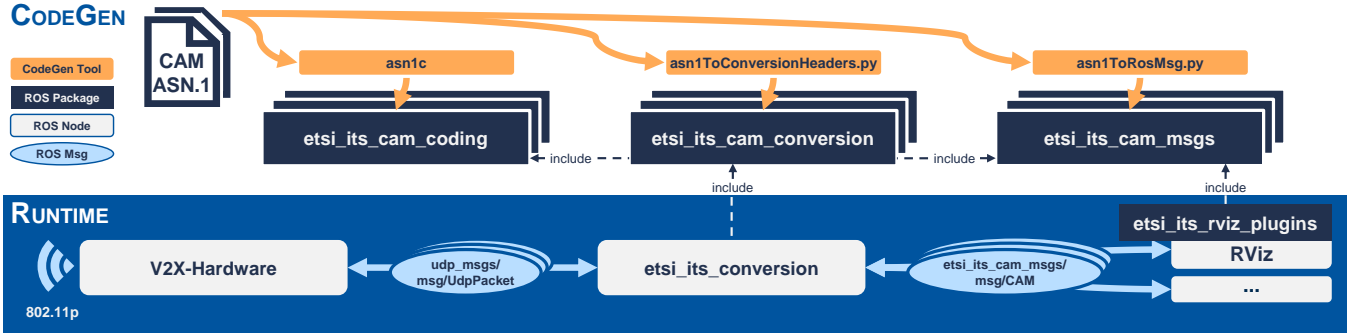 CODEGEN
CodeGen Tool
ROS Package
ROS Node
ROS Msg
CAM
ASN.1
asn1c
asn1ToConversionHeaders.py
asn1ToRosMsg.py
etsi_its_cam_coding
etsi_its_cam_conversion
etsi_its_cam_msgs
include
include
include
include
RUNTIME
etsi_its_rviz_plugins
802.11p
V2X-Hardware
udp_msgs/
msg/UdpPacket
etsi_its_conversion
etsi_its_cam_msgs/
msg/CAM
RViz
...